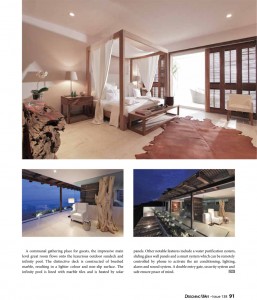 A communal gathering place for guests, the impressive main
level great room flows onto the luxurious outdoor sundeck and
infinity pool. The distinctive deck is constructed of honed
marble, resulting in a lighter colour and non-slip surface. The
infinity pool is lined with marble tiles and is heated by solar
panels. Other notable features include a water purification system,
sliding glass wall panels and a smart system which can be remotely
controlled by phone to activate the air conditioning, lighting
doors and sound system. A double entry gate security system and
safe ensure peace of mind.
Issue 133 91